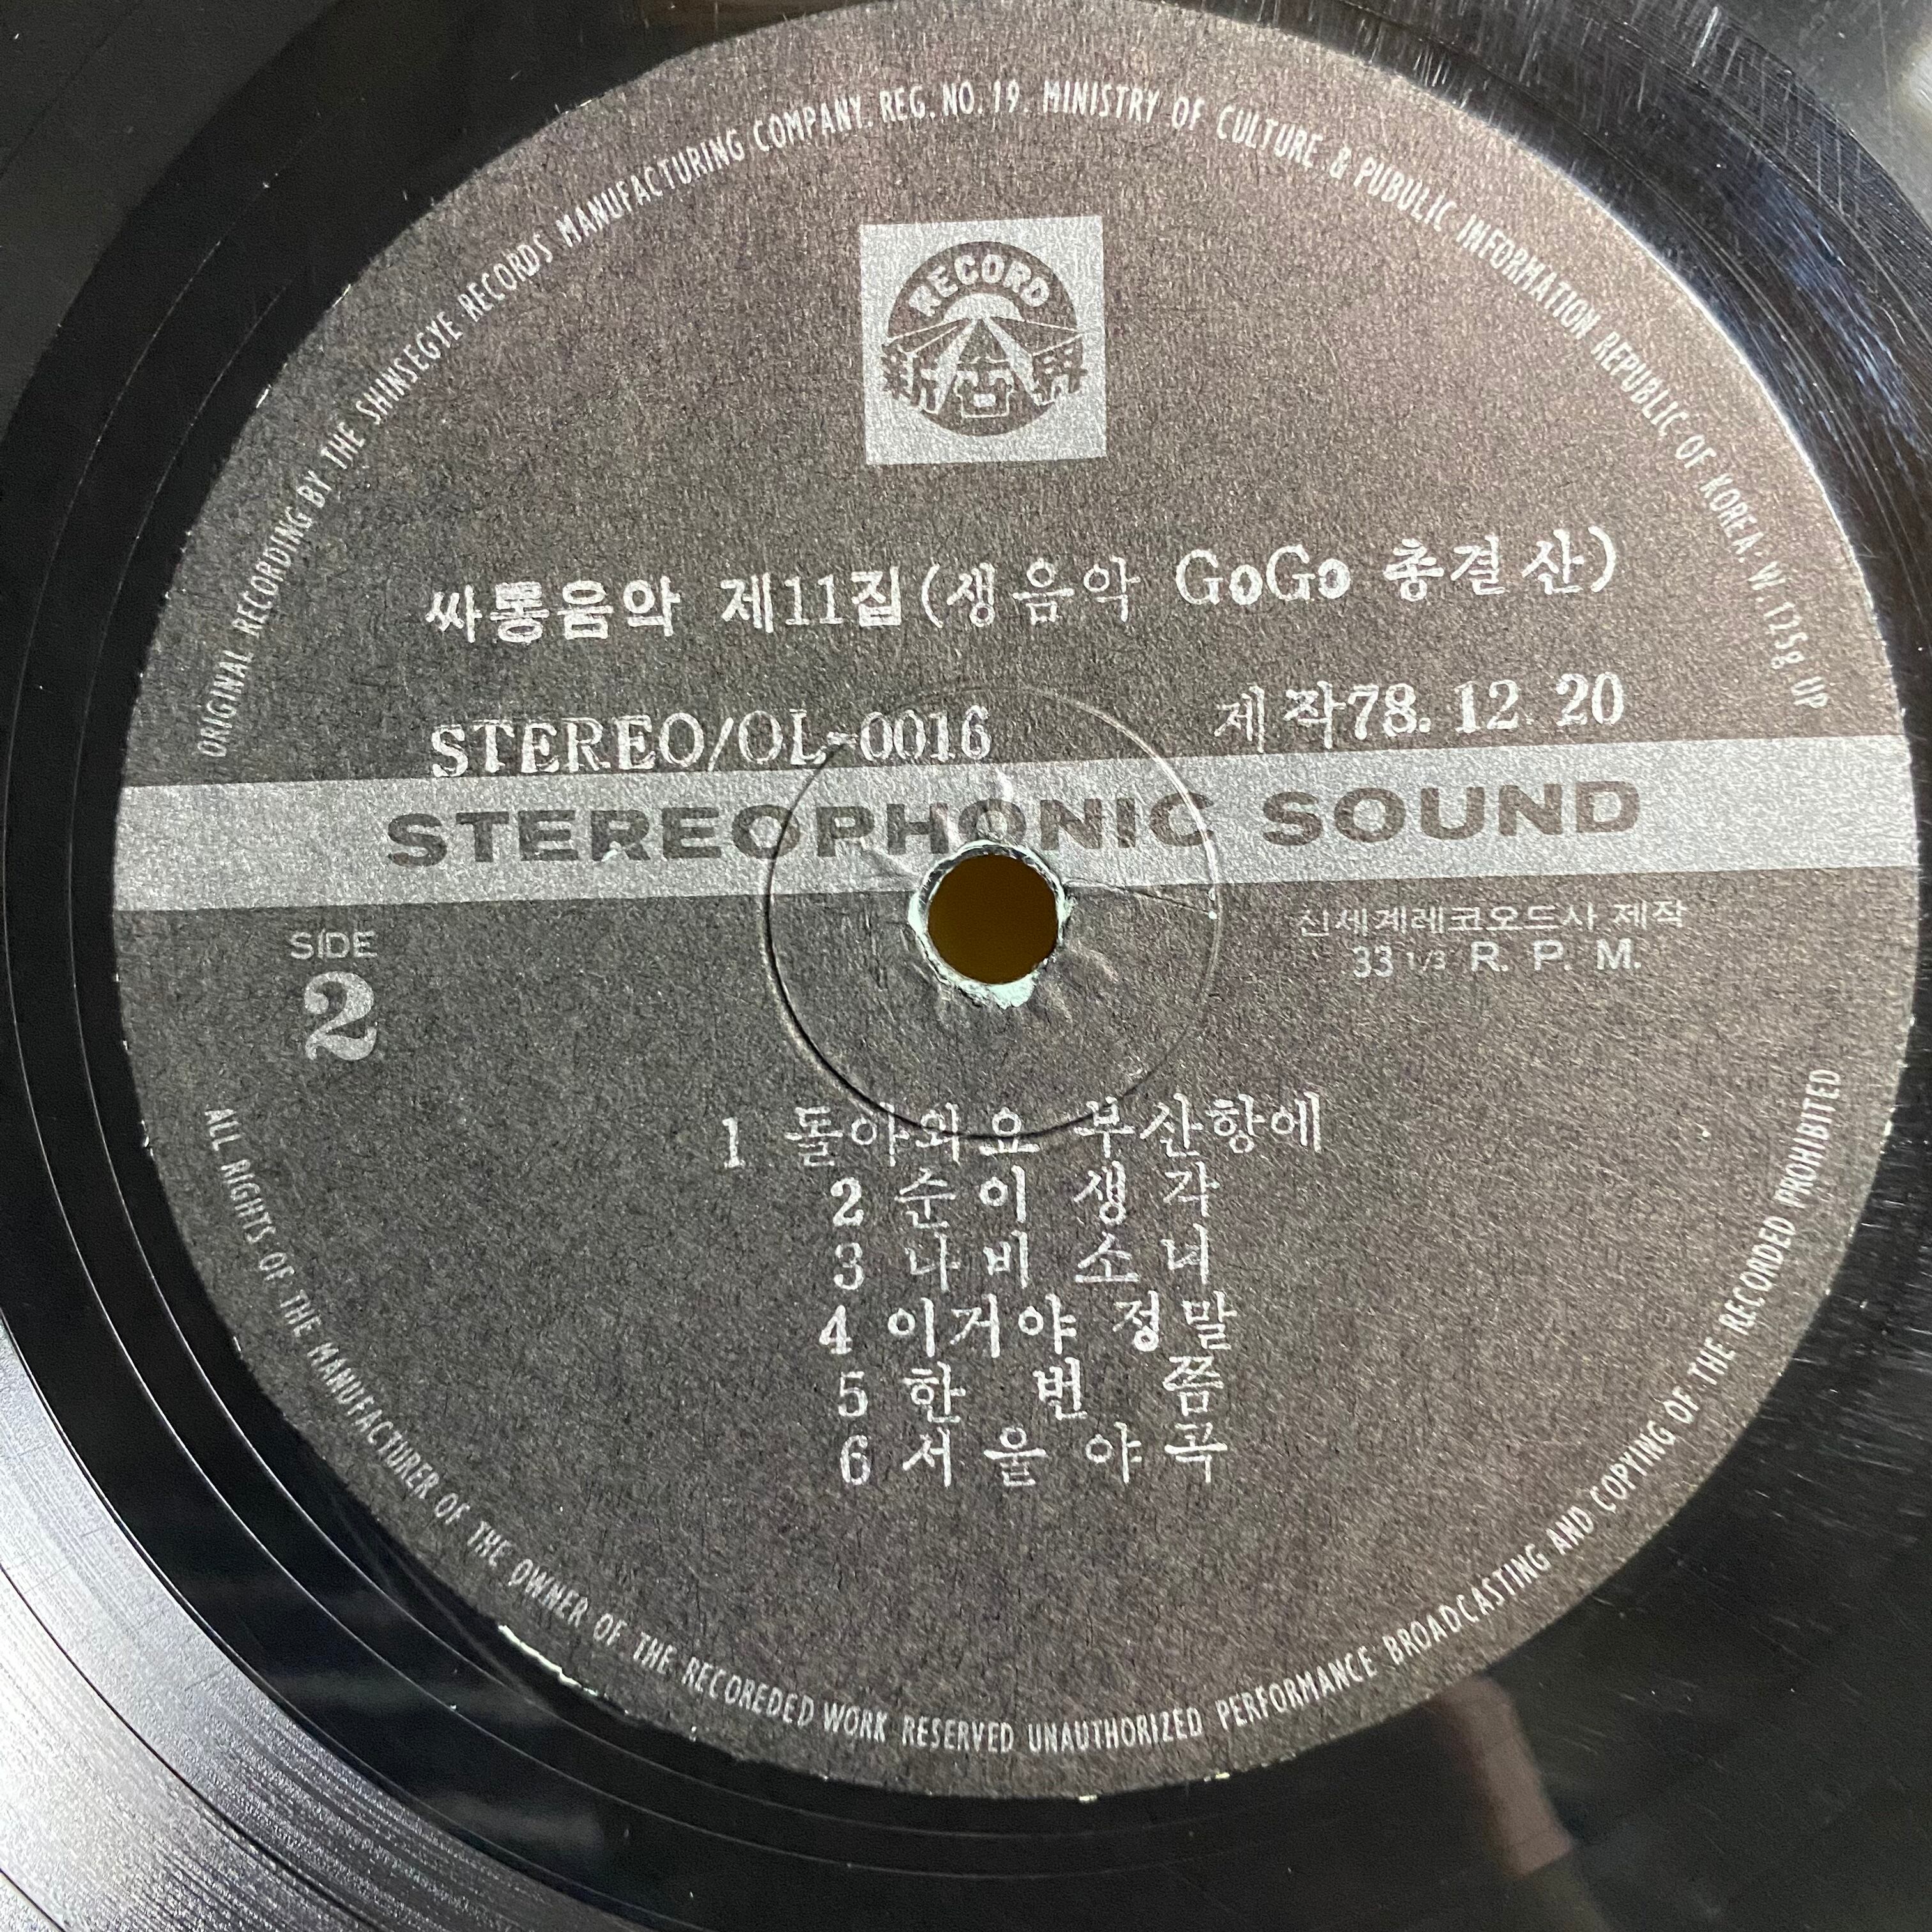 ORIGINAL RECORDING BY THE SHINSEGYE RECORDS MANUFACTURING COMPANY. REG. NO. 19. MINISTRY OF CULTURE & PUBULIC INFORMATION REPUBLIC OF KOREA. W. 125g UP
RECORD
新世界
싸롱음악 제11집(생음악 GoGo 총결산)
STEREO/OL-0016 제작78. 12. 20
STEREOPHONIC SOUND
SIDE
2
신세계레코오드사 제작
33 1/3 R. P. M.
1 돌아와요 부산항에
2 순이 생각
3 나비 소녀
4 이거야 정말
5 한 번 쯤
6 서울 야곡
ALL RIGHTS OF THE MANUFACTURER OF THE OWNER OF THE RECOREDED WORK RESERVED UNAUTHORIZED PERFORMANCE BROADCASTING AND COPYING OF THE RECORDED PROHIBITED